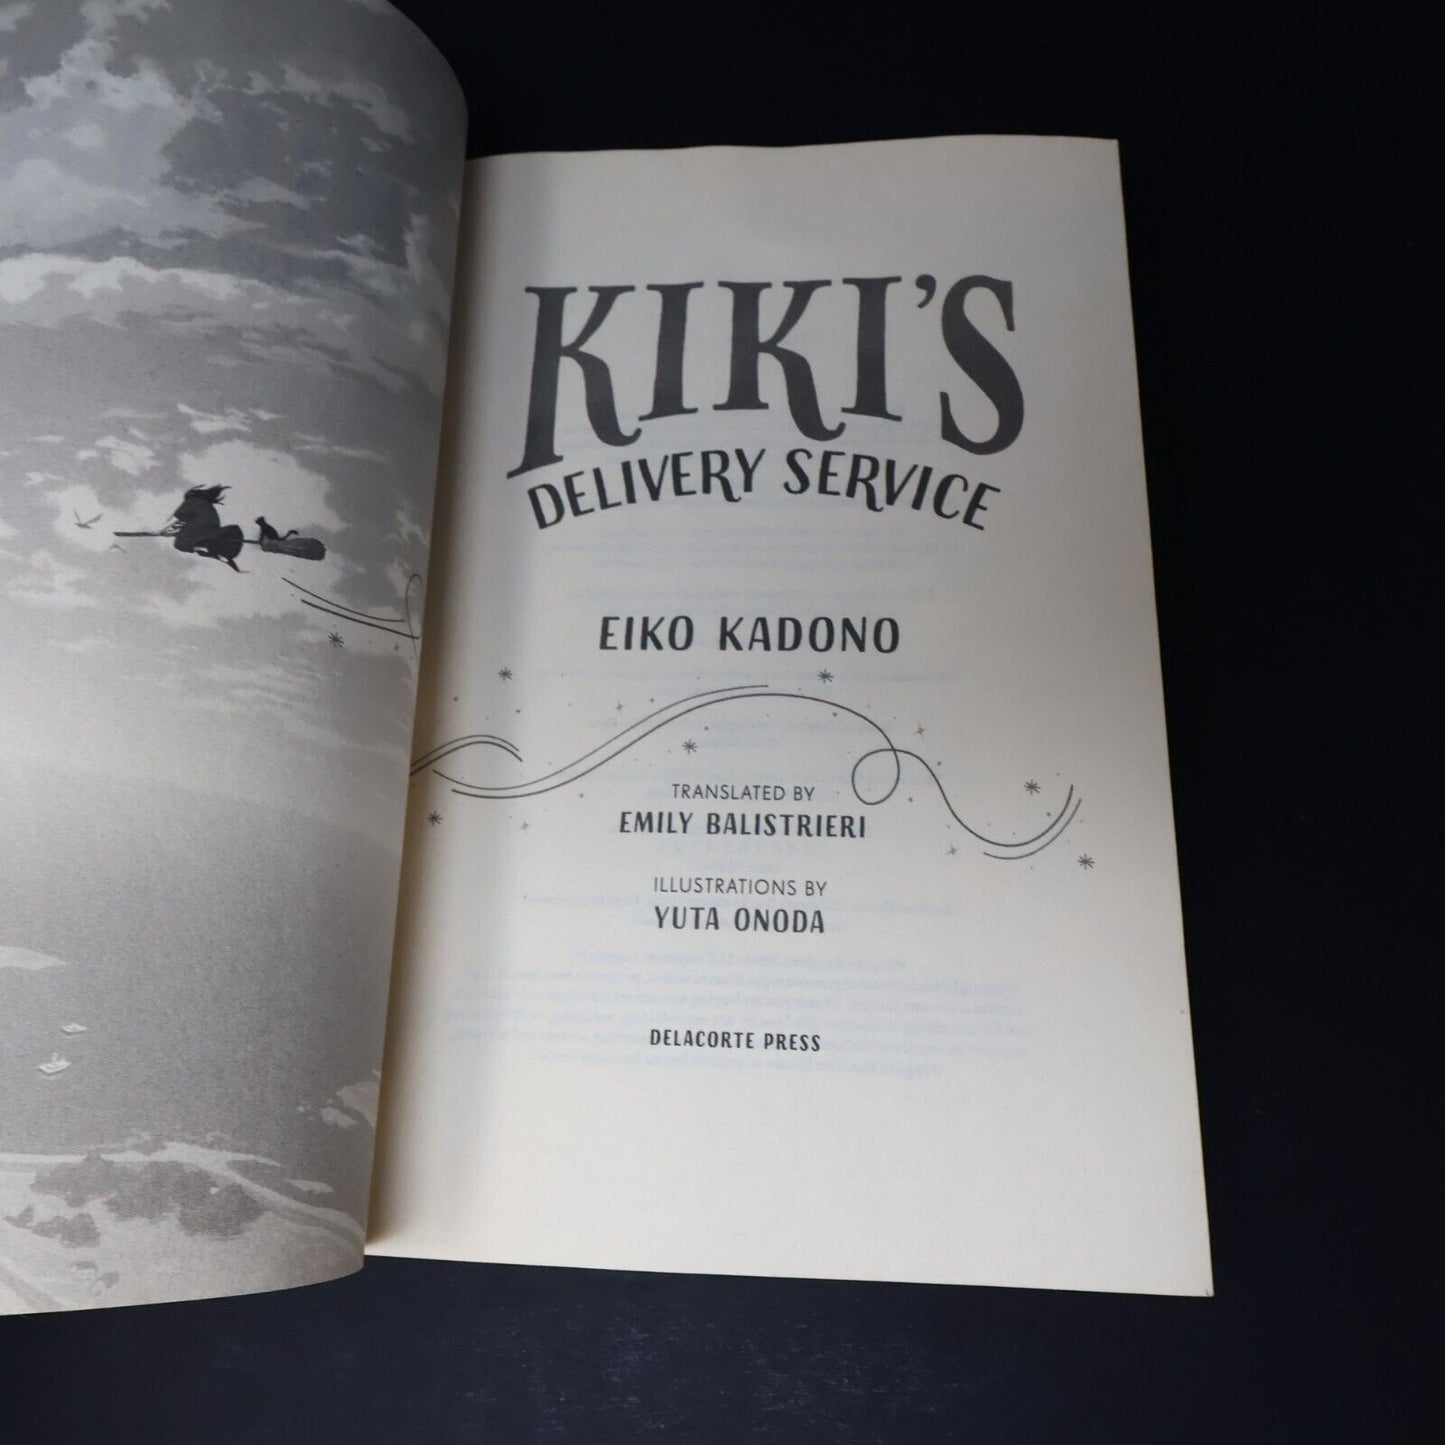 KIKI'S
DELIVERY SERVICE
EIKO KADONO
TRANSLATED BY
EMILY BALISTRIERI
ILLUSTRATIONS BY
YUTA ONODA
DELACORTE PRESS